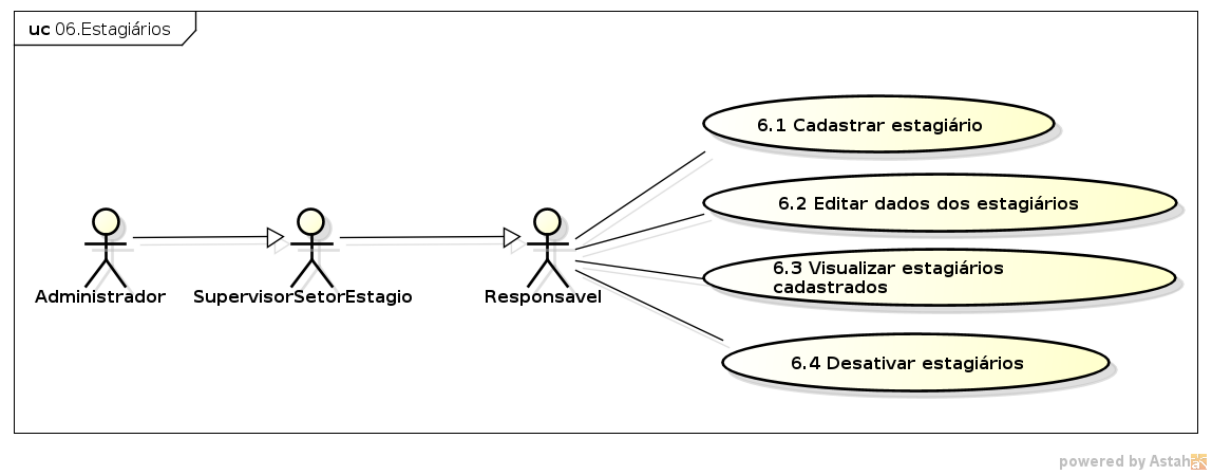 uc 06.Estagiários
6.1 Cadastrar estagiário
6.2 Editar dados dos estagiários
6.3 Visualizar estagiários
cadastrados
Administrador
SupervisorSetorEstagio
Responsavel
6.4 Desativar estagiários
powered by Astah